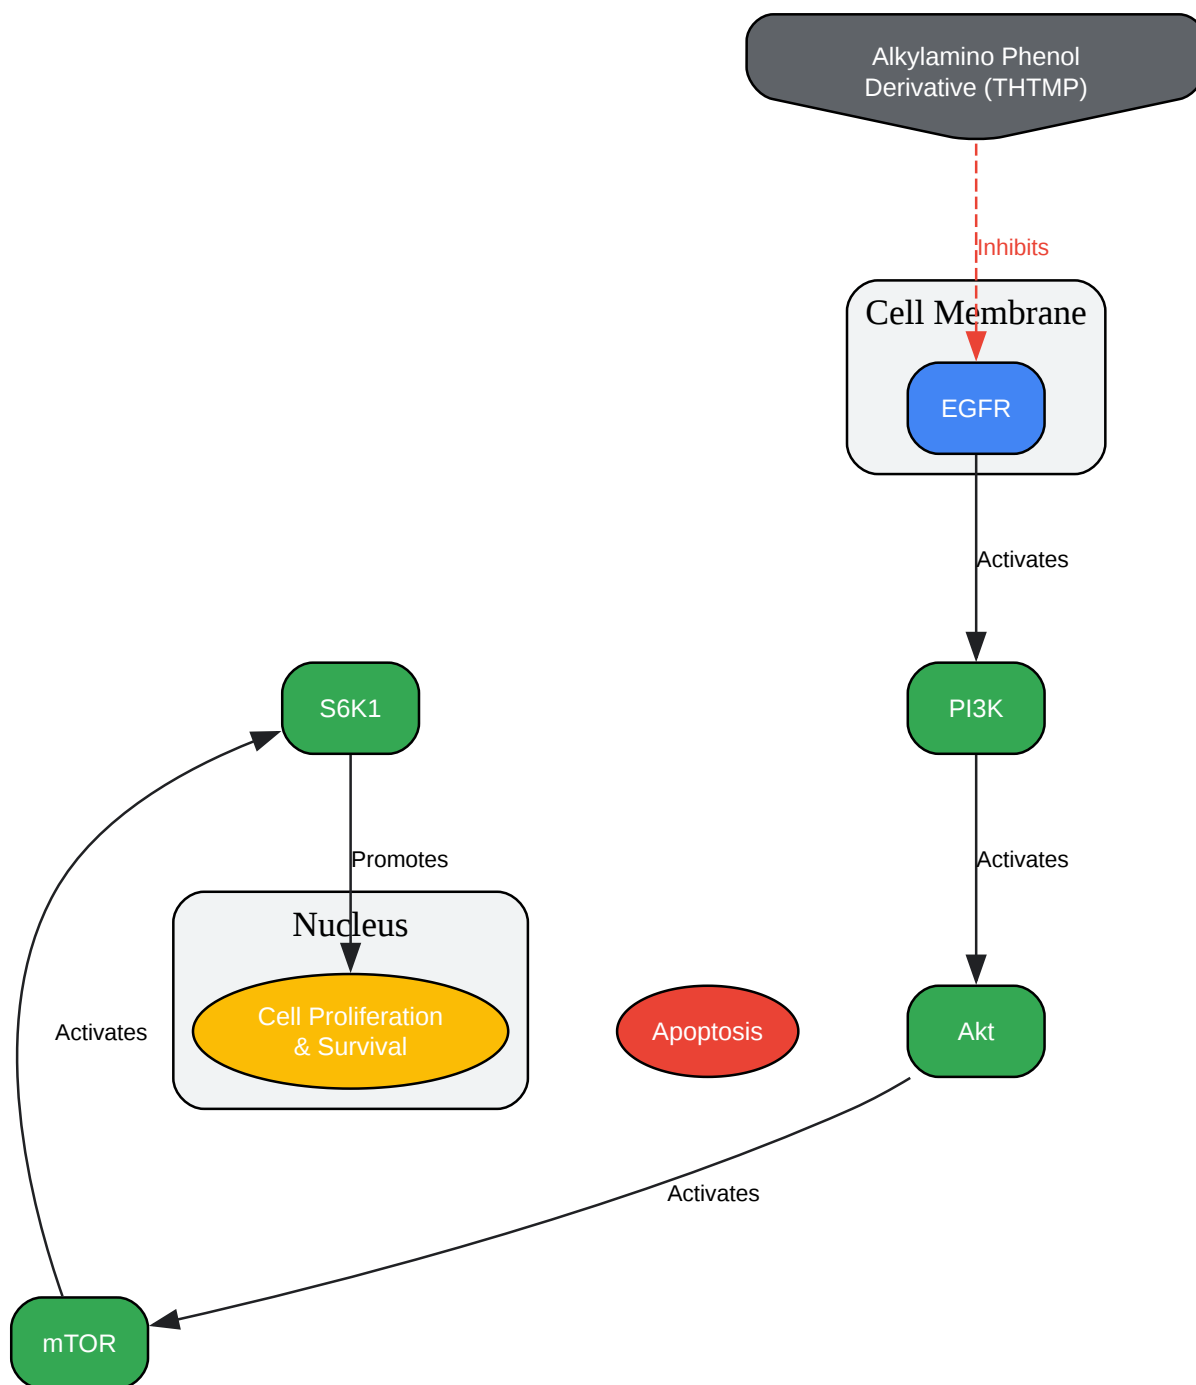 Alkylamino Phenol
Derivative (THTMP)
Inhibits
Cell Membrane
EGFR
Activates
S6K1
PI3K
Promotes
Activates
Nucleus
Cell Proliferation
& Survival
Apoptosis
Akt
Activates
Activates
mTOR